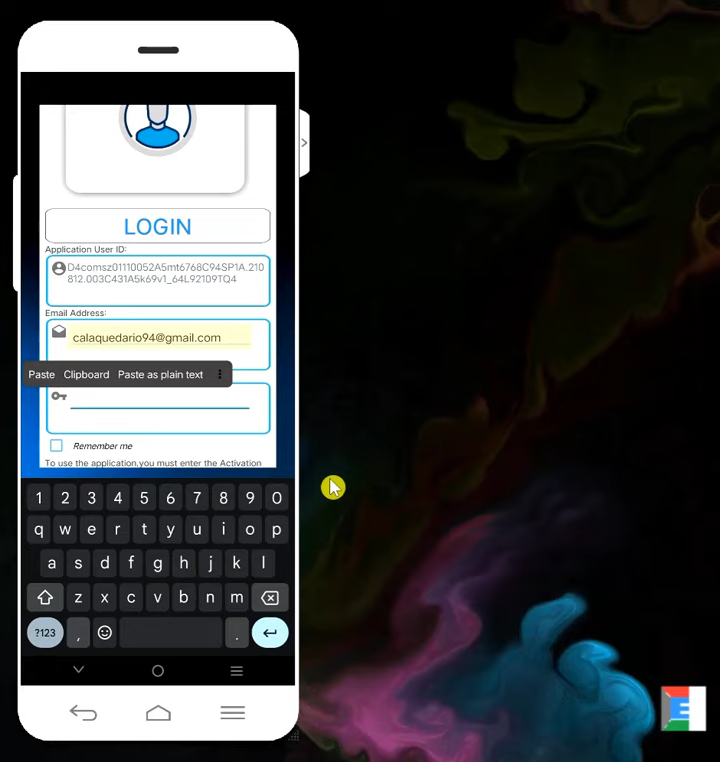 LOGIN
Application User ID:
D4comsz01110052A5mt6768C94SP1A.210
812.003C431A5k69v1_64L92109TQ4
Email Address:
calaquedario94@gmail.com
Paste Clipboard Paste as plain text
Remember me
To use the application,you must enter the Activation
1 2 3 4 5 6 7 8 9 0
q w e r t y u i o p
a s d f g h j k l
z x c v b n m
?123 , .
E